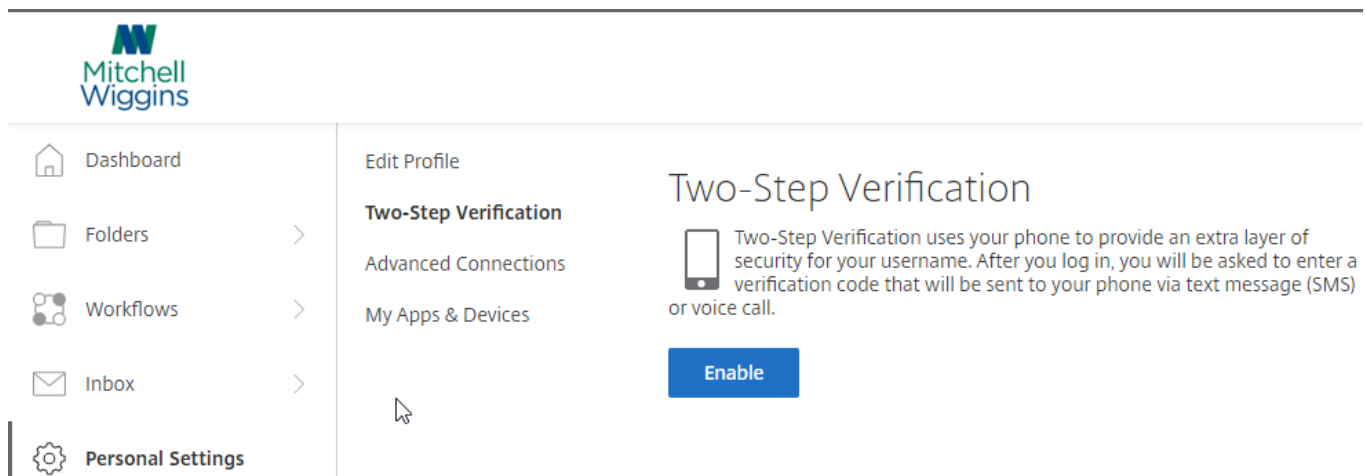 Mitchell
Wiggins
Dashboard
Folders
Workflows
Inbox
Personal Settings
Edit Profile
Two-Step Verification
Advanced Connections
My Apps & Devices
Two-Step Verification
Two-Step Verification uses your phone to provide an extra layer of
security for your username. After you log in, you will be asked to enter a
verification code that will be sent to your phone via text message (SMS)
or voice call.
Enable